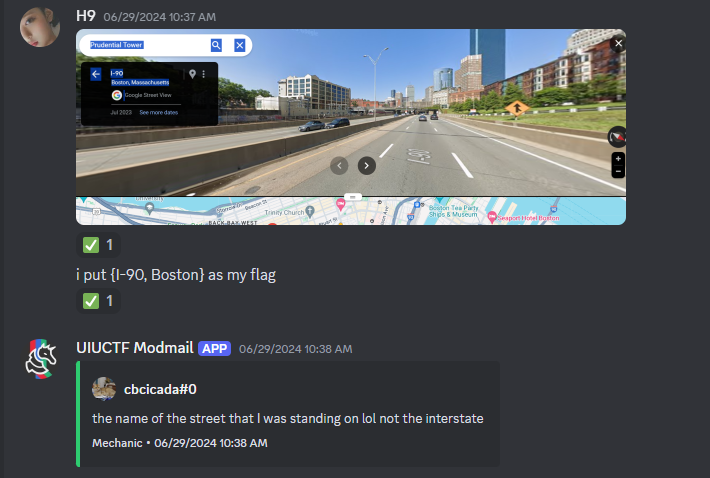 H9 06/29/2024 10:37 AM
Prudential Tower
I-90
Boston, Massachusetts
Google Street View
Jul 2023 See more dates
I-90
University
Trinity Church
BACK BAY WEST
Boston Tea Party
Ships & Museum
Seaport Hotel Boston
1
i put {I-90, Boston} as my flag
1
UIUCTF Modmail APP 06/29/2024 10:38 AM
cbcicada#0
the name of the street that I was standing on lol not the interstate
Mechanic • 06/29/2024 10:38 AM